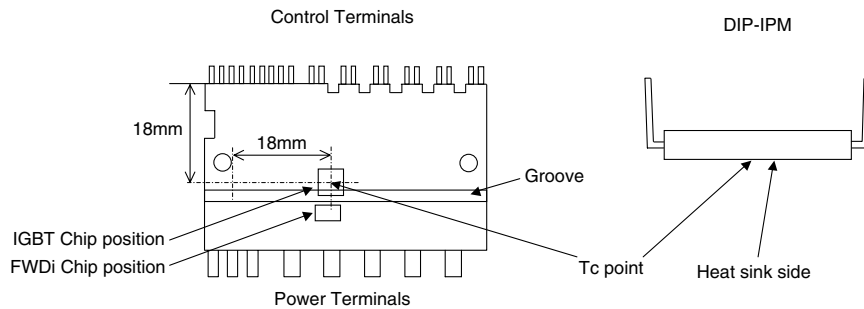 Control Terminals
DIP-IPM
18mm
18mm
Groove
IGBT Chip position
FWDi Chip position
Tc point
Heat sink side
Power Terminals